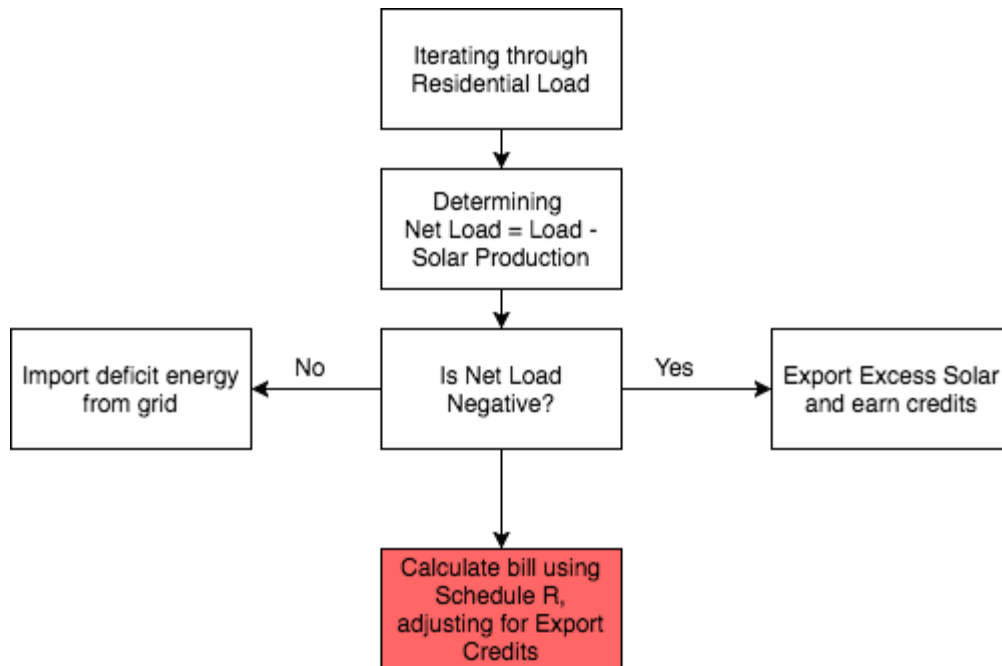 Iterating through
Residential Load
Determining
Net Load = Load -
Solar Production
Import deficit energy
from grid
No
Is Net Load
Negative?
Yes
Export Excess Solar
and earn credits
Calculate bill using
Schedule R,
adjusting for Export
Credits